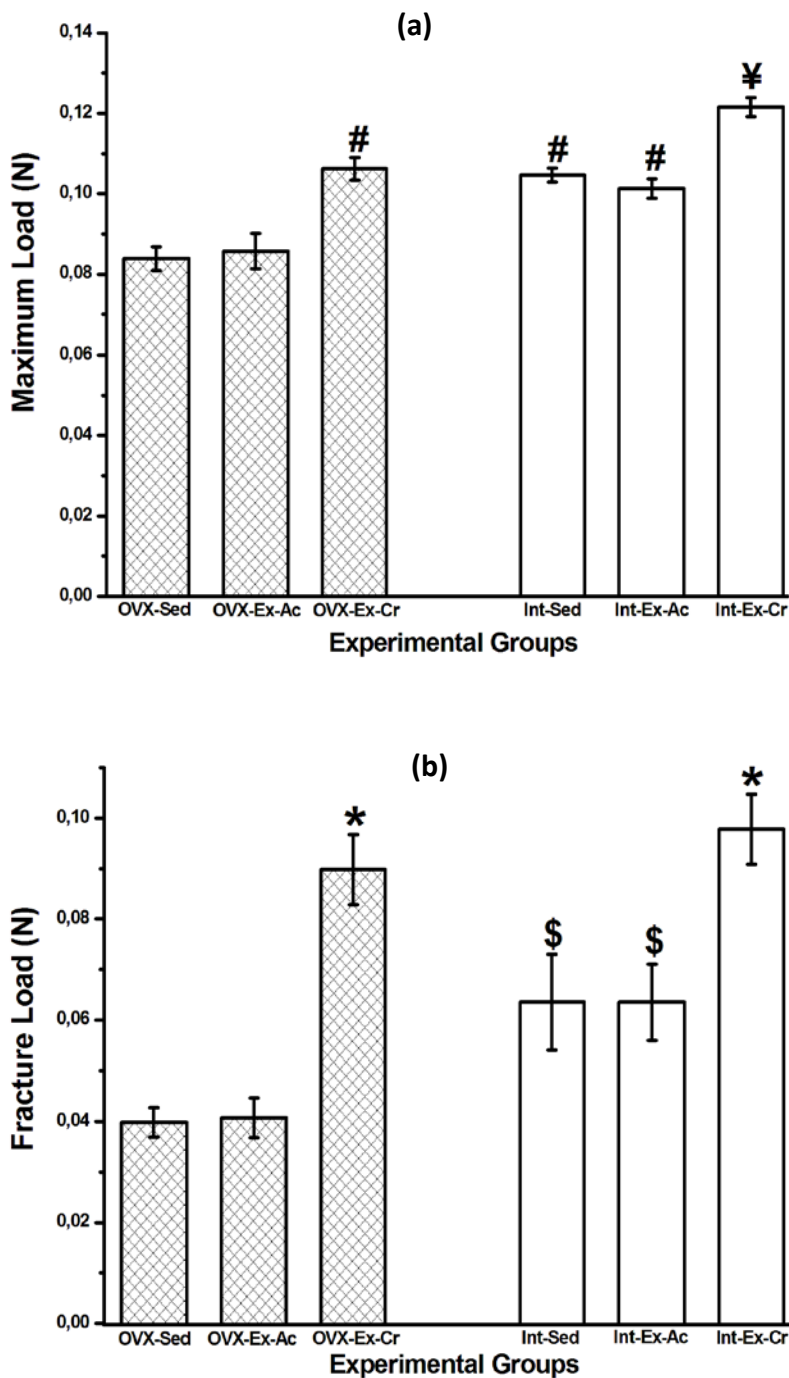 (a)
0,14
0,12
0,10
0,08
0,06
0,04
0,02
0,00
Maximum Load (N)
#
#
#
¥
OVX-Sed OVX-Ex-Ac OVX-Ex-Cr Int-Sed Int-Ex-Ac Int-Ex-Cr
Experimental Groups
(b)
0,10
0,08
0,06
0,04
0,02
0,00
Fracture Load (N)
*
$
$
*
OVX-Sed OVX-Ex-Ac OVX-Ex-Cr Int-Sed Int-Ex-Ac Int-Ex-Cr
Experimental Groups